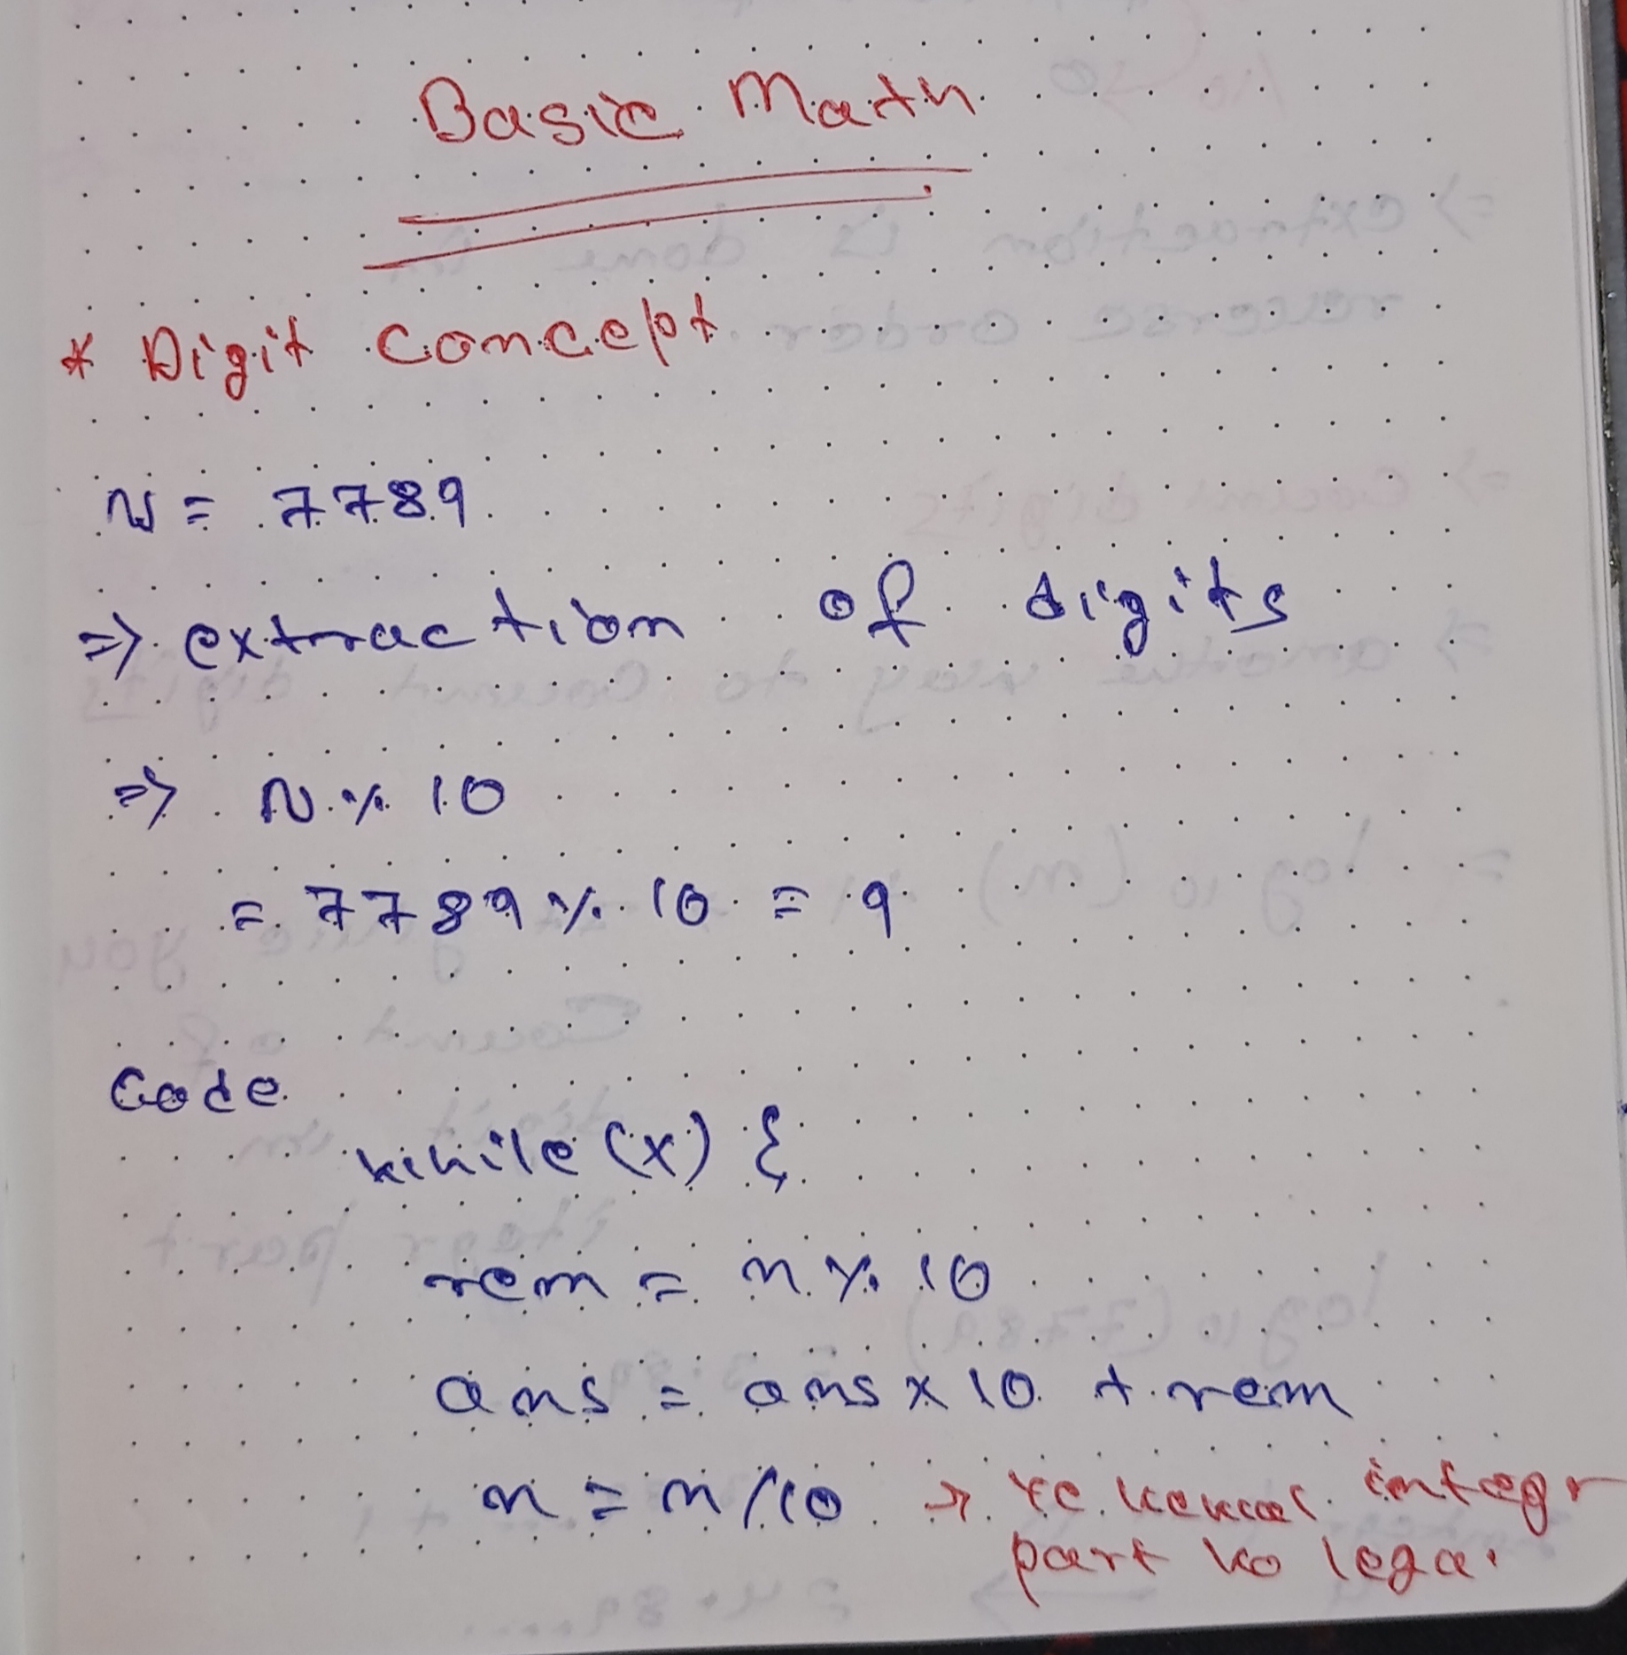 Basic Math
* Digit concept
N = 7789
=> extraction of digits
=> N % 10
= 7789 % 10 = 9
Code
while (x) {
rem = n % 10
ans = ans x 10 + rem
n = n / 10 -> ye kewal integr
part ko lega.